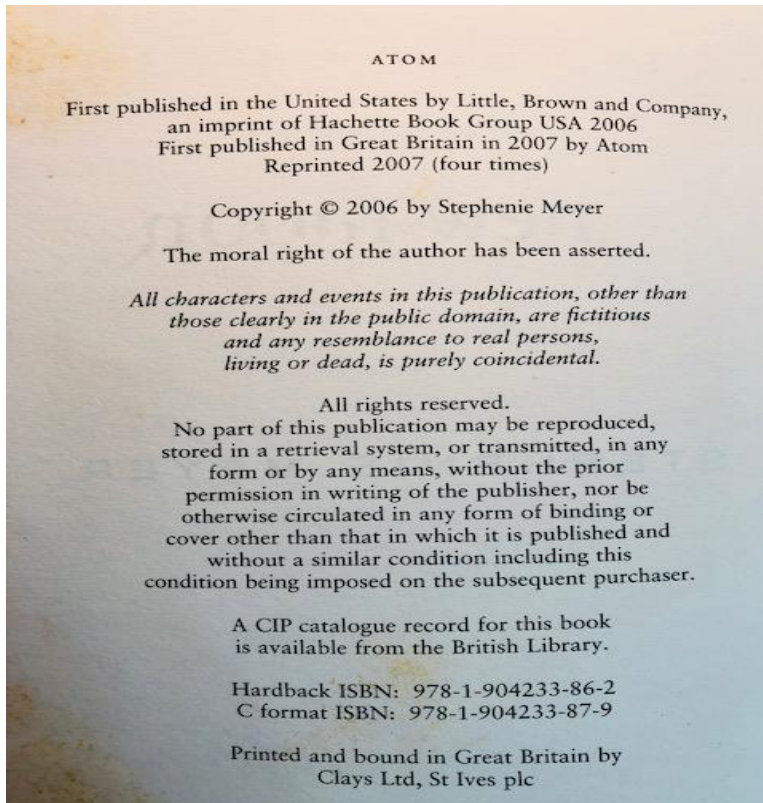 ATOM
First published in the United States by Little, Brown and Company,
an imprint of Hachette Book Group USA 2006
First published in Great Britain in 2007 by Atom
Reprinted 2007 (four times)
Copyright © 2006 by Stephenie Meyer
The moral right of the author has been asserted.
All characters and events in this publication, other than
those clearly in the public domain, are fictitious
and any resemblance to real persons,
living or dead, is purely coincidental.
All rights reserved.
No part of this publication may be reproduced,
stored in a retrieval system, or transmitted, in any
form or by any means, without the prior
permission in writing of the publisher, nor be
otherwise circulated in any form of binding or
cover other than that in which it is published and
without a similar condition including this
condition being imposed on the subsequent purchaser.
A CIP catalogue record for this book
is available from the British Library.
Hardback ISBN: 978-1-904233-86-2
C format ISBN: 978-1-904233-87-9
Printed and bound in Great Britain by
Clays Ltd, St Ives plc